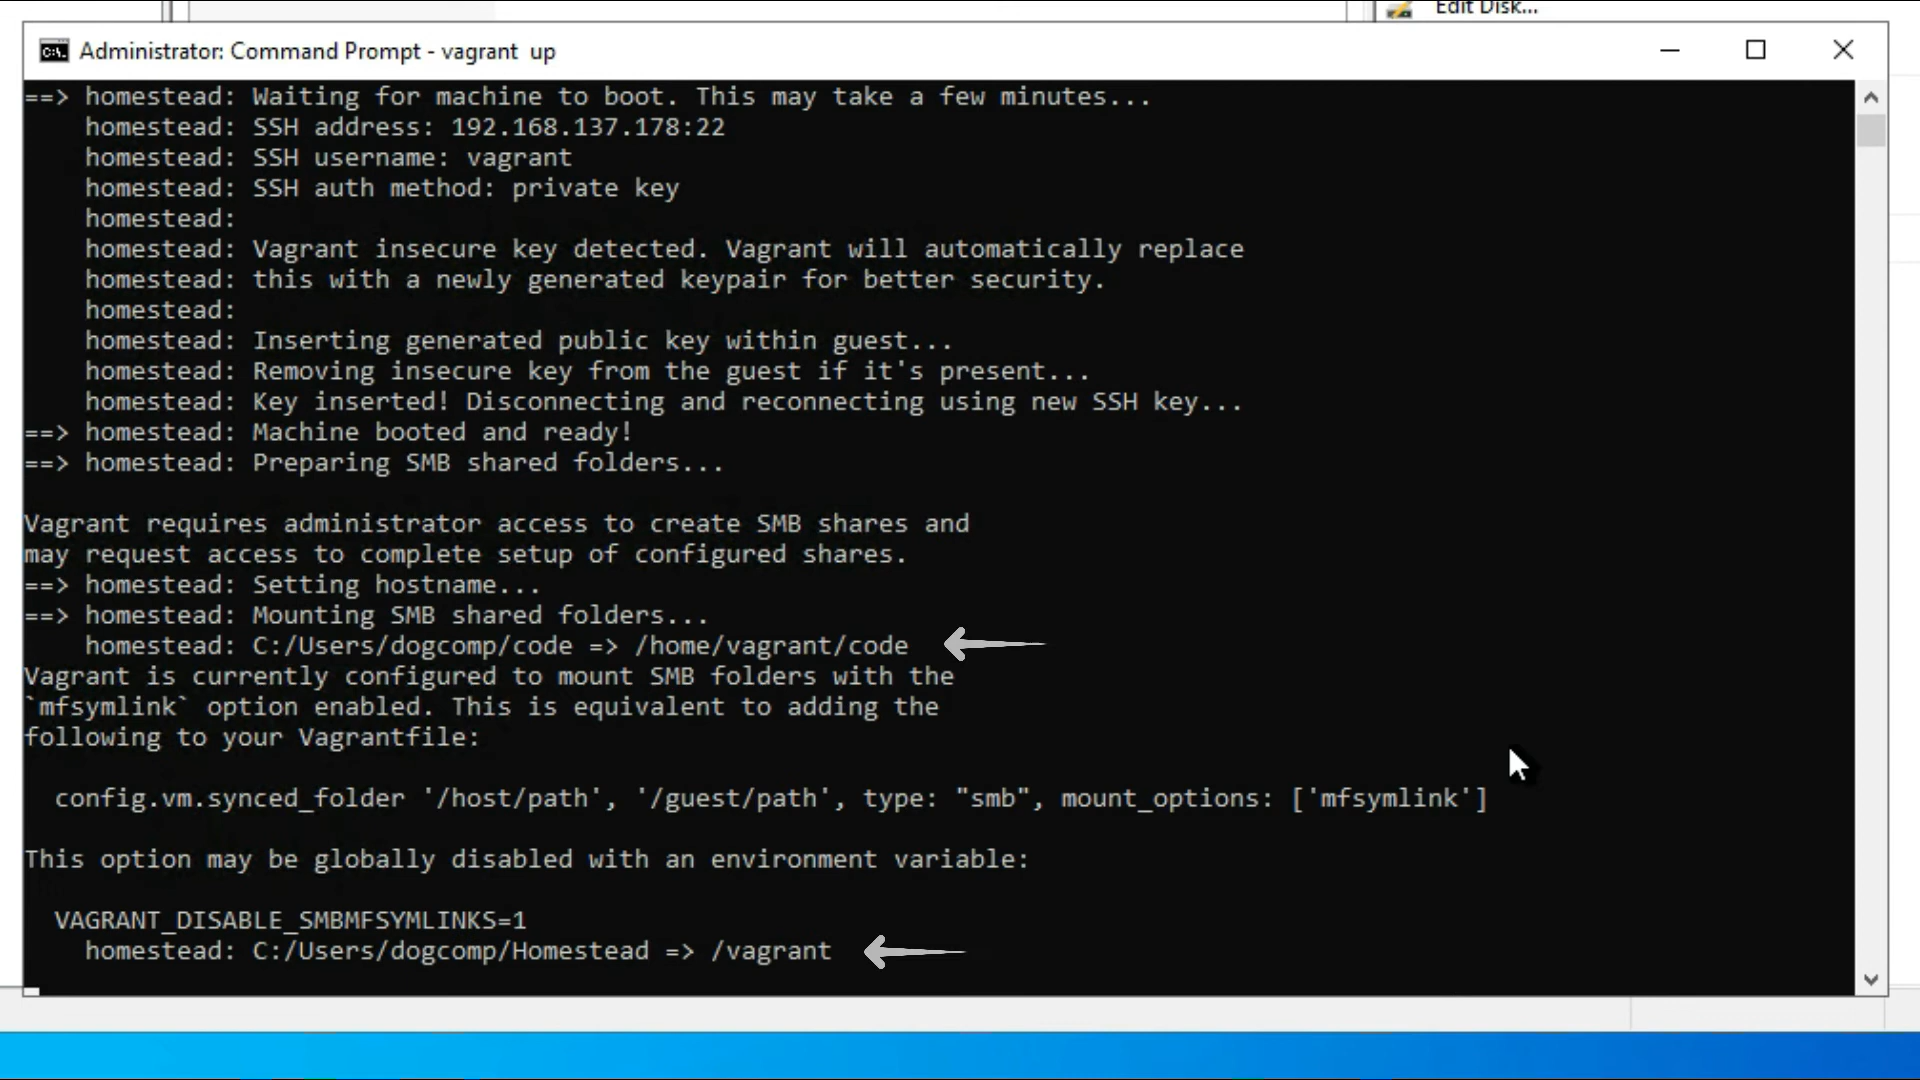 Edit Disk...
Administrator: Command Prompt - vagrant  up
==> homestead: Waiting for machine to boot. This may take a few minutes...
    homestead: SSH address: 192.168.137.178:22
    homestead: SSH username: vagrant
    homestead: SSH auth method: private key
    homestead:
    homestead: Vagrant insecure key detected. Vagrant will automatically replace
    homestead: this with a newly generated keypair for better security.
    homestead:
    homestead: Inserting generated public key within guest...
    homestead: Removing insecure key from the guest if it's present...
    homestead: Key inserted! Disconnecting and reconnecting using new SSH key...
==> homestead: Machine booted and ready!
==> homestead: Preparing SMB shared folders...

Vagrant requires administrator access to create SMB shares and
may request access to complete setup of configured shares.
==> homestead: Setting hostname...
==> homestead: Mounting SMB shared folders...
    homestead: C:/Users/dogcomp/code => /home/vagrant/code
Vagrant is currently configured to mount SMB folders with the
`mfsymlink` option enabled. This is equivalent to adding the
following to your Vagrantfile:

  config.vm.synced_folder '/host/path', '/guest/path', type: "smb", mount_options: ['mfsymlink']

This option may be globally disabled with an environment variable:

  VAGRANT_DISABLE_SMBMFSYMLINKS=1
    homestead: C:/Users/dogcomp/Homestead => /vagrant